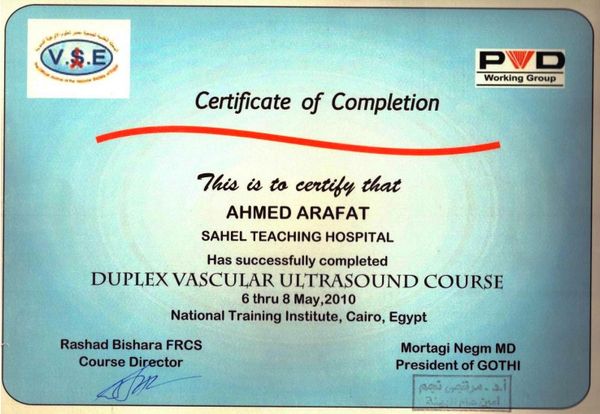 V.S.E
PVD
Working Group
Certificate of Completion
This is to certify that
AHMED ARAFAT
SAHEL TEACHING HOSPITAL
Has successfully completed
DUPLEX VASCULAR ULTRASOUND COURSE
6 thru 8 May,2010
National Training Institute, Cairo, Egypt
Rashad Bishara FRCS
Course Director
Mortagi Negm MD
President of GOTHI
أ.د. مرتجى نجم